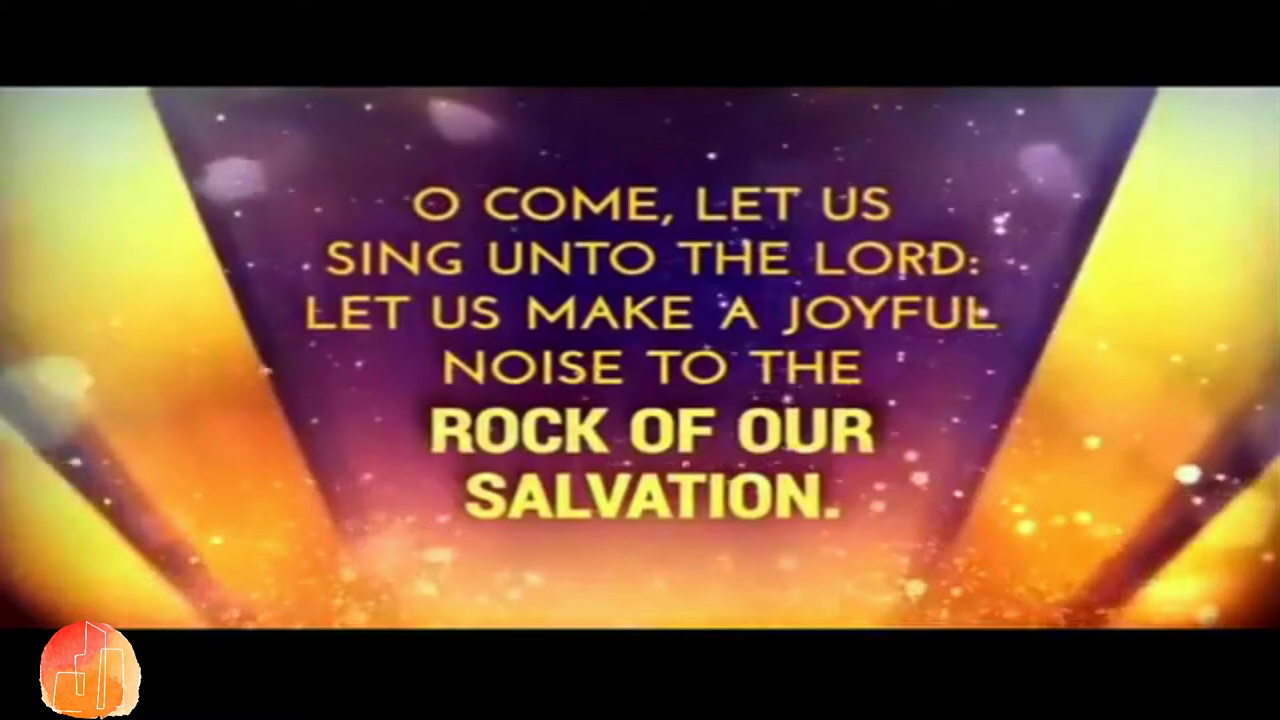 O COME, LET US
SING UNTO THE LORD:
LET US MAKE A JOYFUL
NOISE TO THE
ROCK OF OUR
SALVATION.